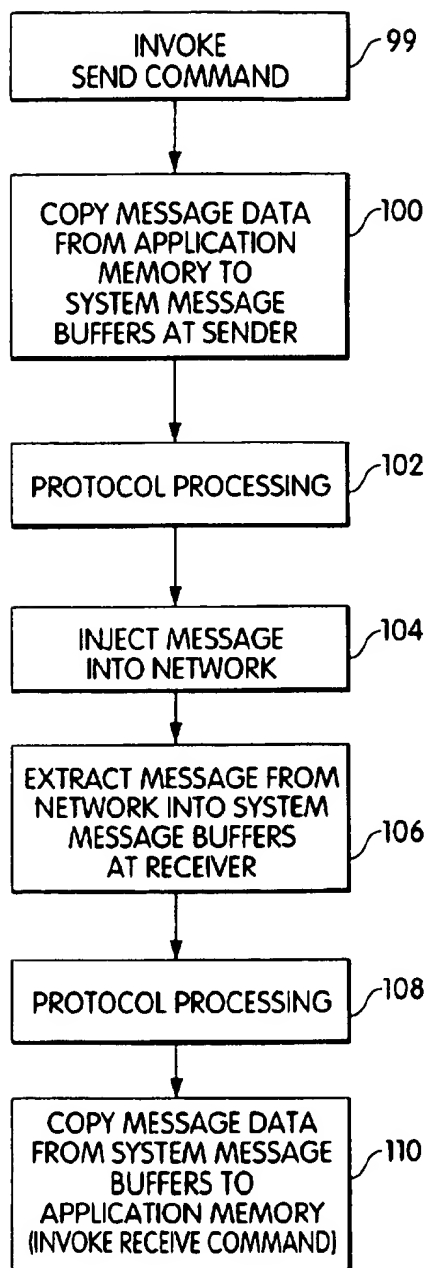 INVOKE
SEND COMMAND
99
COPY MESSAGE DATA
FROM APPLICATION
MEMORY TO
SYSTEM MESSAGE
BUFFERS AT SENDER
100
PROTOCOL PROCESSING
102
INJECT MESSAGE
INTO NETWORK
104
EXTRACT MESSAGE FROM
NETWORK INTO SYSTEM
MESSAGE BUFFERS
AT RECEIVER
106
PROTOCOL PROCESSING
108
COPY MESSAGE DATA
FROM SYSTEM MESSAGE
BUFFERS TO
APPLICATION MEMORY
(INVOKE RECEIVE COMMAND)
110